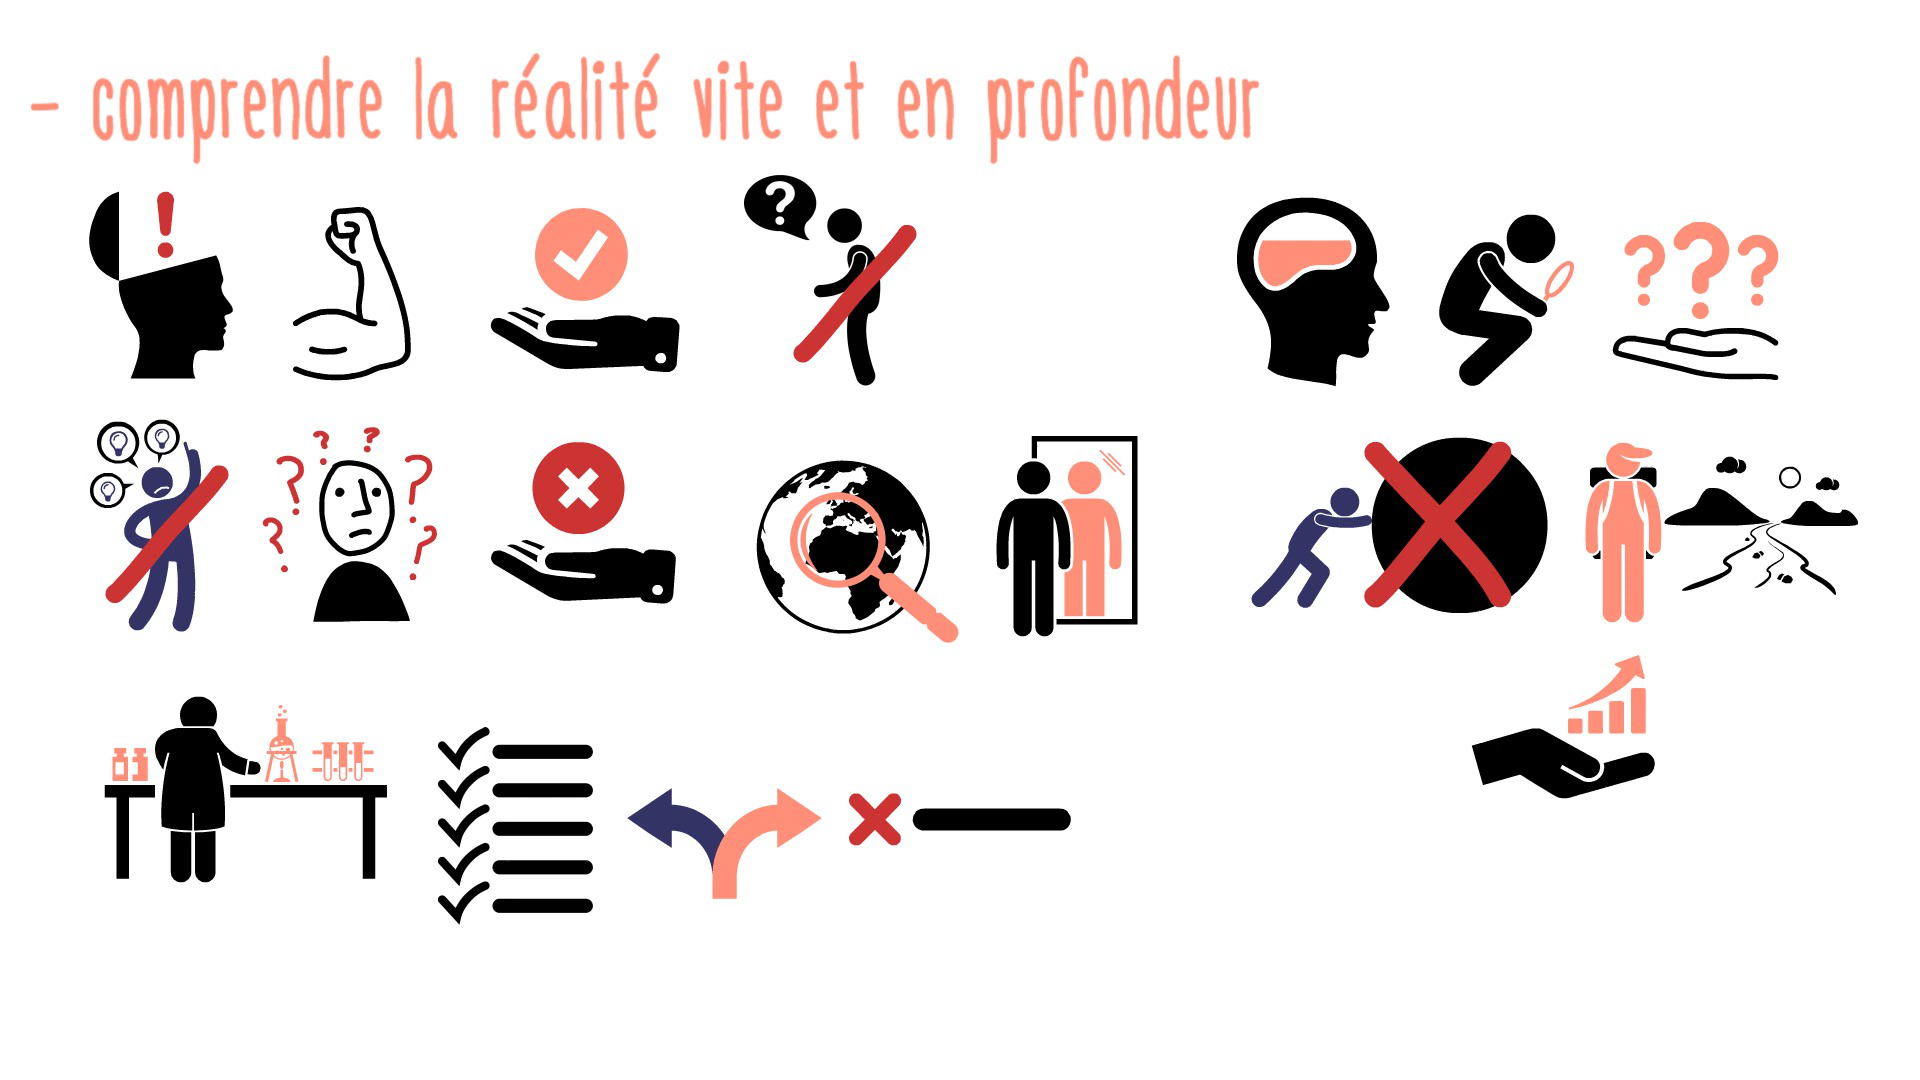 - comprendre la réalité vite et en profondeur